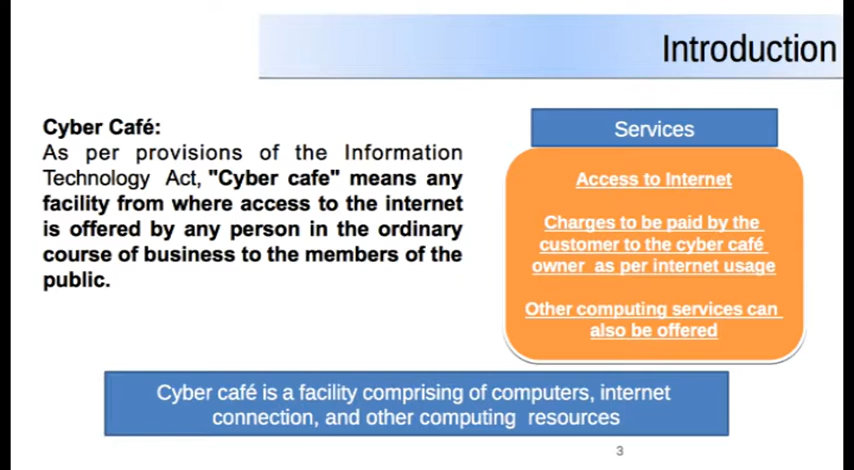 Introduction
Cyber Café:
As per provisions of the Information
Technology Act, "Cyber cafe" means any
facility from where access to the internet
is offered by any person in the ordinary
course of business to the members of the
public.
Services
Access to Internet
Charges to be paid by the
customer to the cyber café
owner as per internet usage
Other computing services can
also be offered
Cyber café is a facility comprising of computers, internet
connection, and other computing resources
3